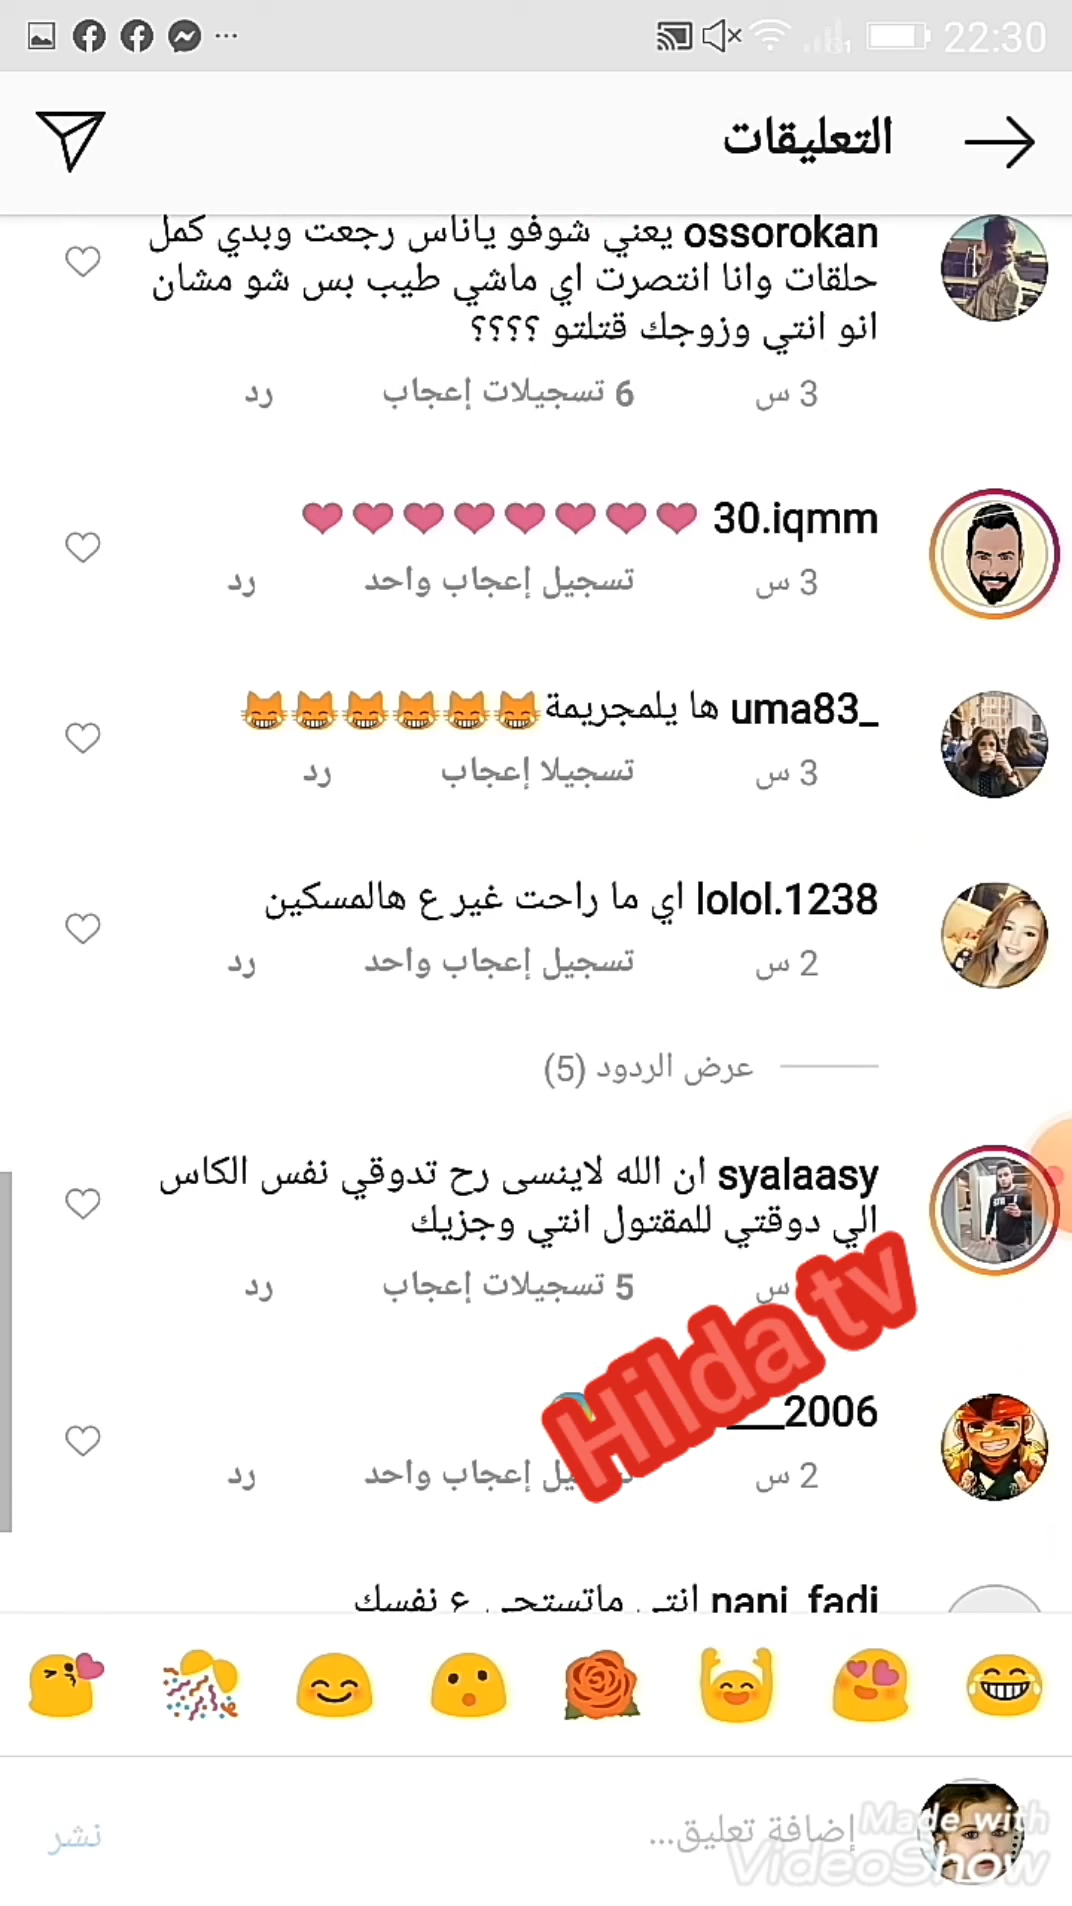 22:30
التعليقات
ossorokan يعني شوفو ياناس رجعت وبدي كمل
حلقات وانا انتصرت اي ماشي طيب بس شو مشان
انو انتي وزوجك قتلتو ؟؟؟؟
3 س 6 تسجيلات إعجاب رد
30.iqmm
3 س تسجيل إعجاب واحد رد
uma83_ ها يلمجريمة
3 س تسجيلا إعجاب رد
lolol.1238 اي ما راحت غير ع هالمسكين
2 س تسجيل إعجاب واحد رد
عرض الردود (5)
syalaasy ان الله لاينسى رح تدوقي نفس الكاس
الي دوقتي للمقتول انتي وجزيك
س 5 تسجيلات إعجاب رد
Hilda tv
___2006
2 س إعجاب واحد رد
nani_fadi انتي ماتستحي ع نفسك
إضافة تعليق...
نشر
Made with
VideoShow